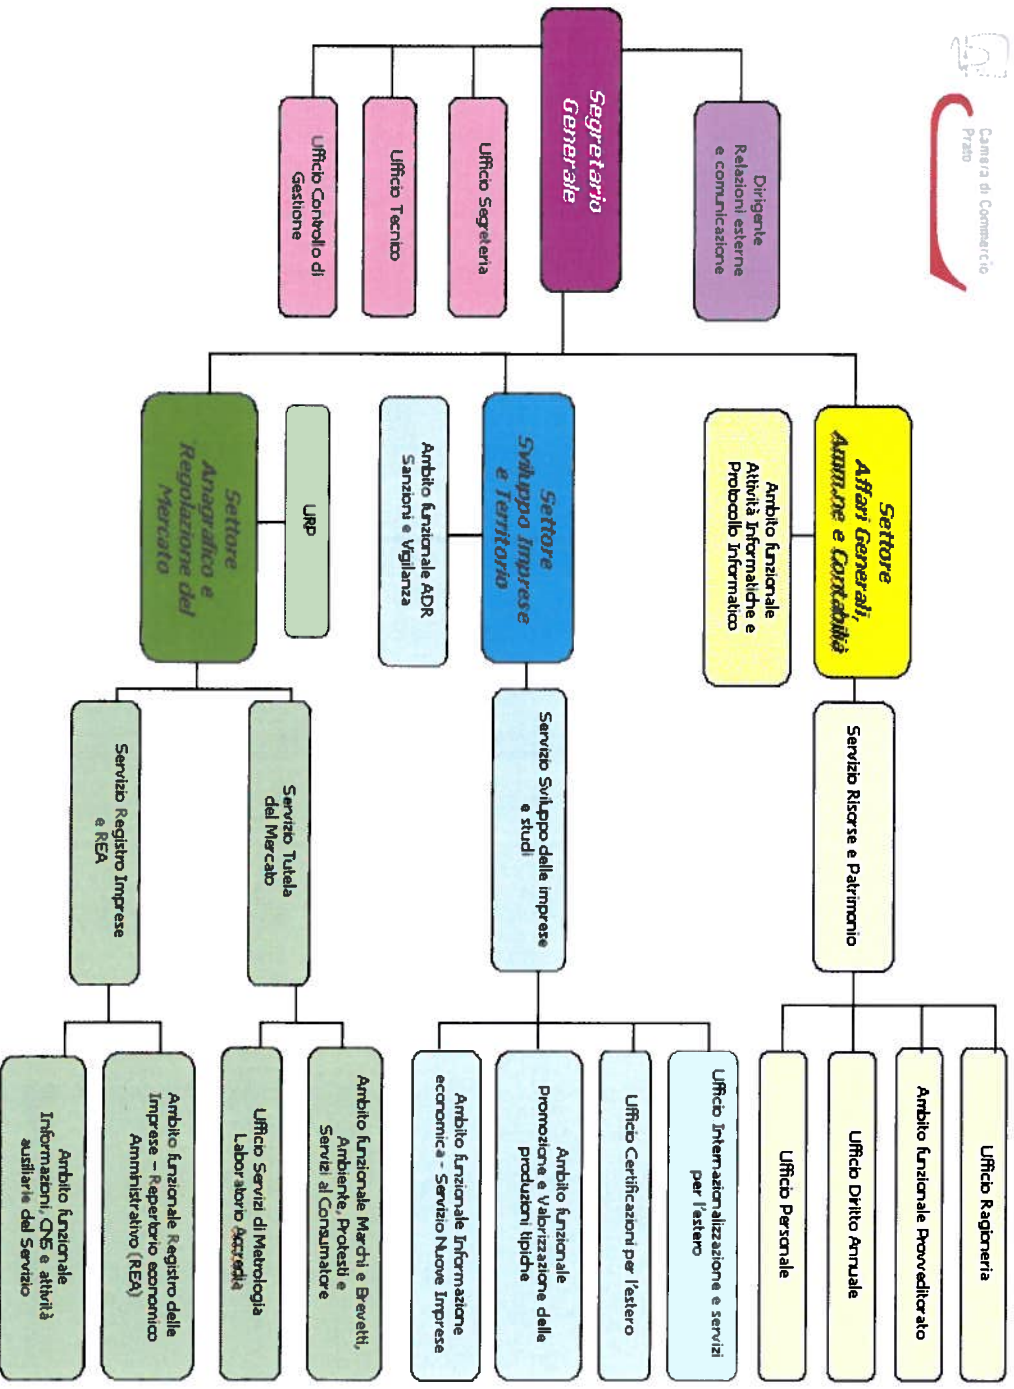 Camera di Commercio
Prato
Dirigente
Relazioni esterne
e comunicazione
Segretario
Generale
Ufficio Segreteria
Ufficio Tecnico
Ufficio Controllo di
Gestione
Settore
Affari Generali,
Amm.ne e Contabilià
Ambito funzionale
Attività Informatiche e
Protocollo Informatico
Settore
Sviluppo Imprese
e Territorio
Ambito funzionale ADR
Sanzioni e Vigilanza
URP
Settore
Anagrafico e
Regolazione del
Mercato
Servizio Risorse e Patrimonio
Servizio Sviluppo delle imprese
e studi
Servizio Tutela
del Mercato
Servizio Registro Imprese
e REA
Ufficio Ragioneria
Ambito funzionale Provveditorato
Ufficio Diritto Annuale
Ufficio Personale
Ufficio Internazionalizzazione e servizi
per l'estero
Ufficio Certificazioni per l'estero
Ambito funzionale
Promozione e Valorizzazione delle
produzioni tipiche
Ambito funzionale Informazione
economica - Servizio Nuove Imprese
Ambito funzionale Marchi e Brevetti,
Ambiente, Protesti e
Servizi al Consumatore
Ufficio Servizi di Metrologia
Laboratorio Accredia
Ambito funzionale Registro delle
Imprese – Repertorio economico
Amministrativo (REA)
Ambito funzionale
Informazioni, CNS e attività
ausiliarie del Servizio